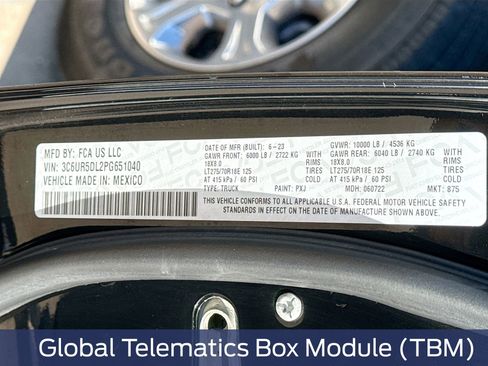 MFD BY: FCA US LLC
VIN: 3C6UR5DL2PG651040
VEHICLE MADE IN: MEXICO
DATE OF MFR (BUILT): 6-23
GAWR FRONT: 6000 LB / 2722 KG
18X8.0
LT275/70R18E 125
AT 415 kPa / 60 PSI
TYPE: TRUCK PAINT: PXJ
RIMS
TIRES
COLD
MDH: 060722
GVWR: 10000 LB / 4536 KG
GAWR REAR: 6040 LB / 2740 KG
18X8.0
LT275/70R18E 125
AT 415 kPa / 60 PSI
RIMS
TIRES
COLD
MKT: 875
THIS VEHICLE CONFORMS TO ALL APPLICABLE U.S.A. FEDERAL MOTOR VEHICLE SAFETY
STANDARDS IN EFFECT ON THE DATE OF MANUFACTURE SHOWN ABOVE
Global Telematics Box Module (TBM)